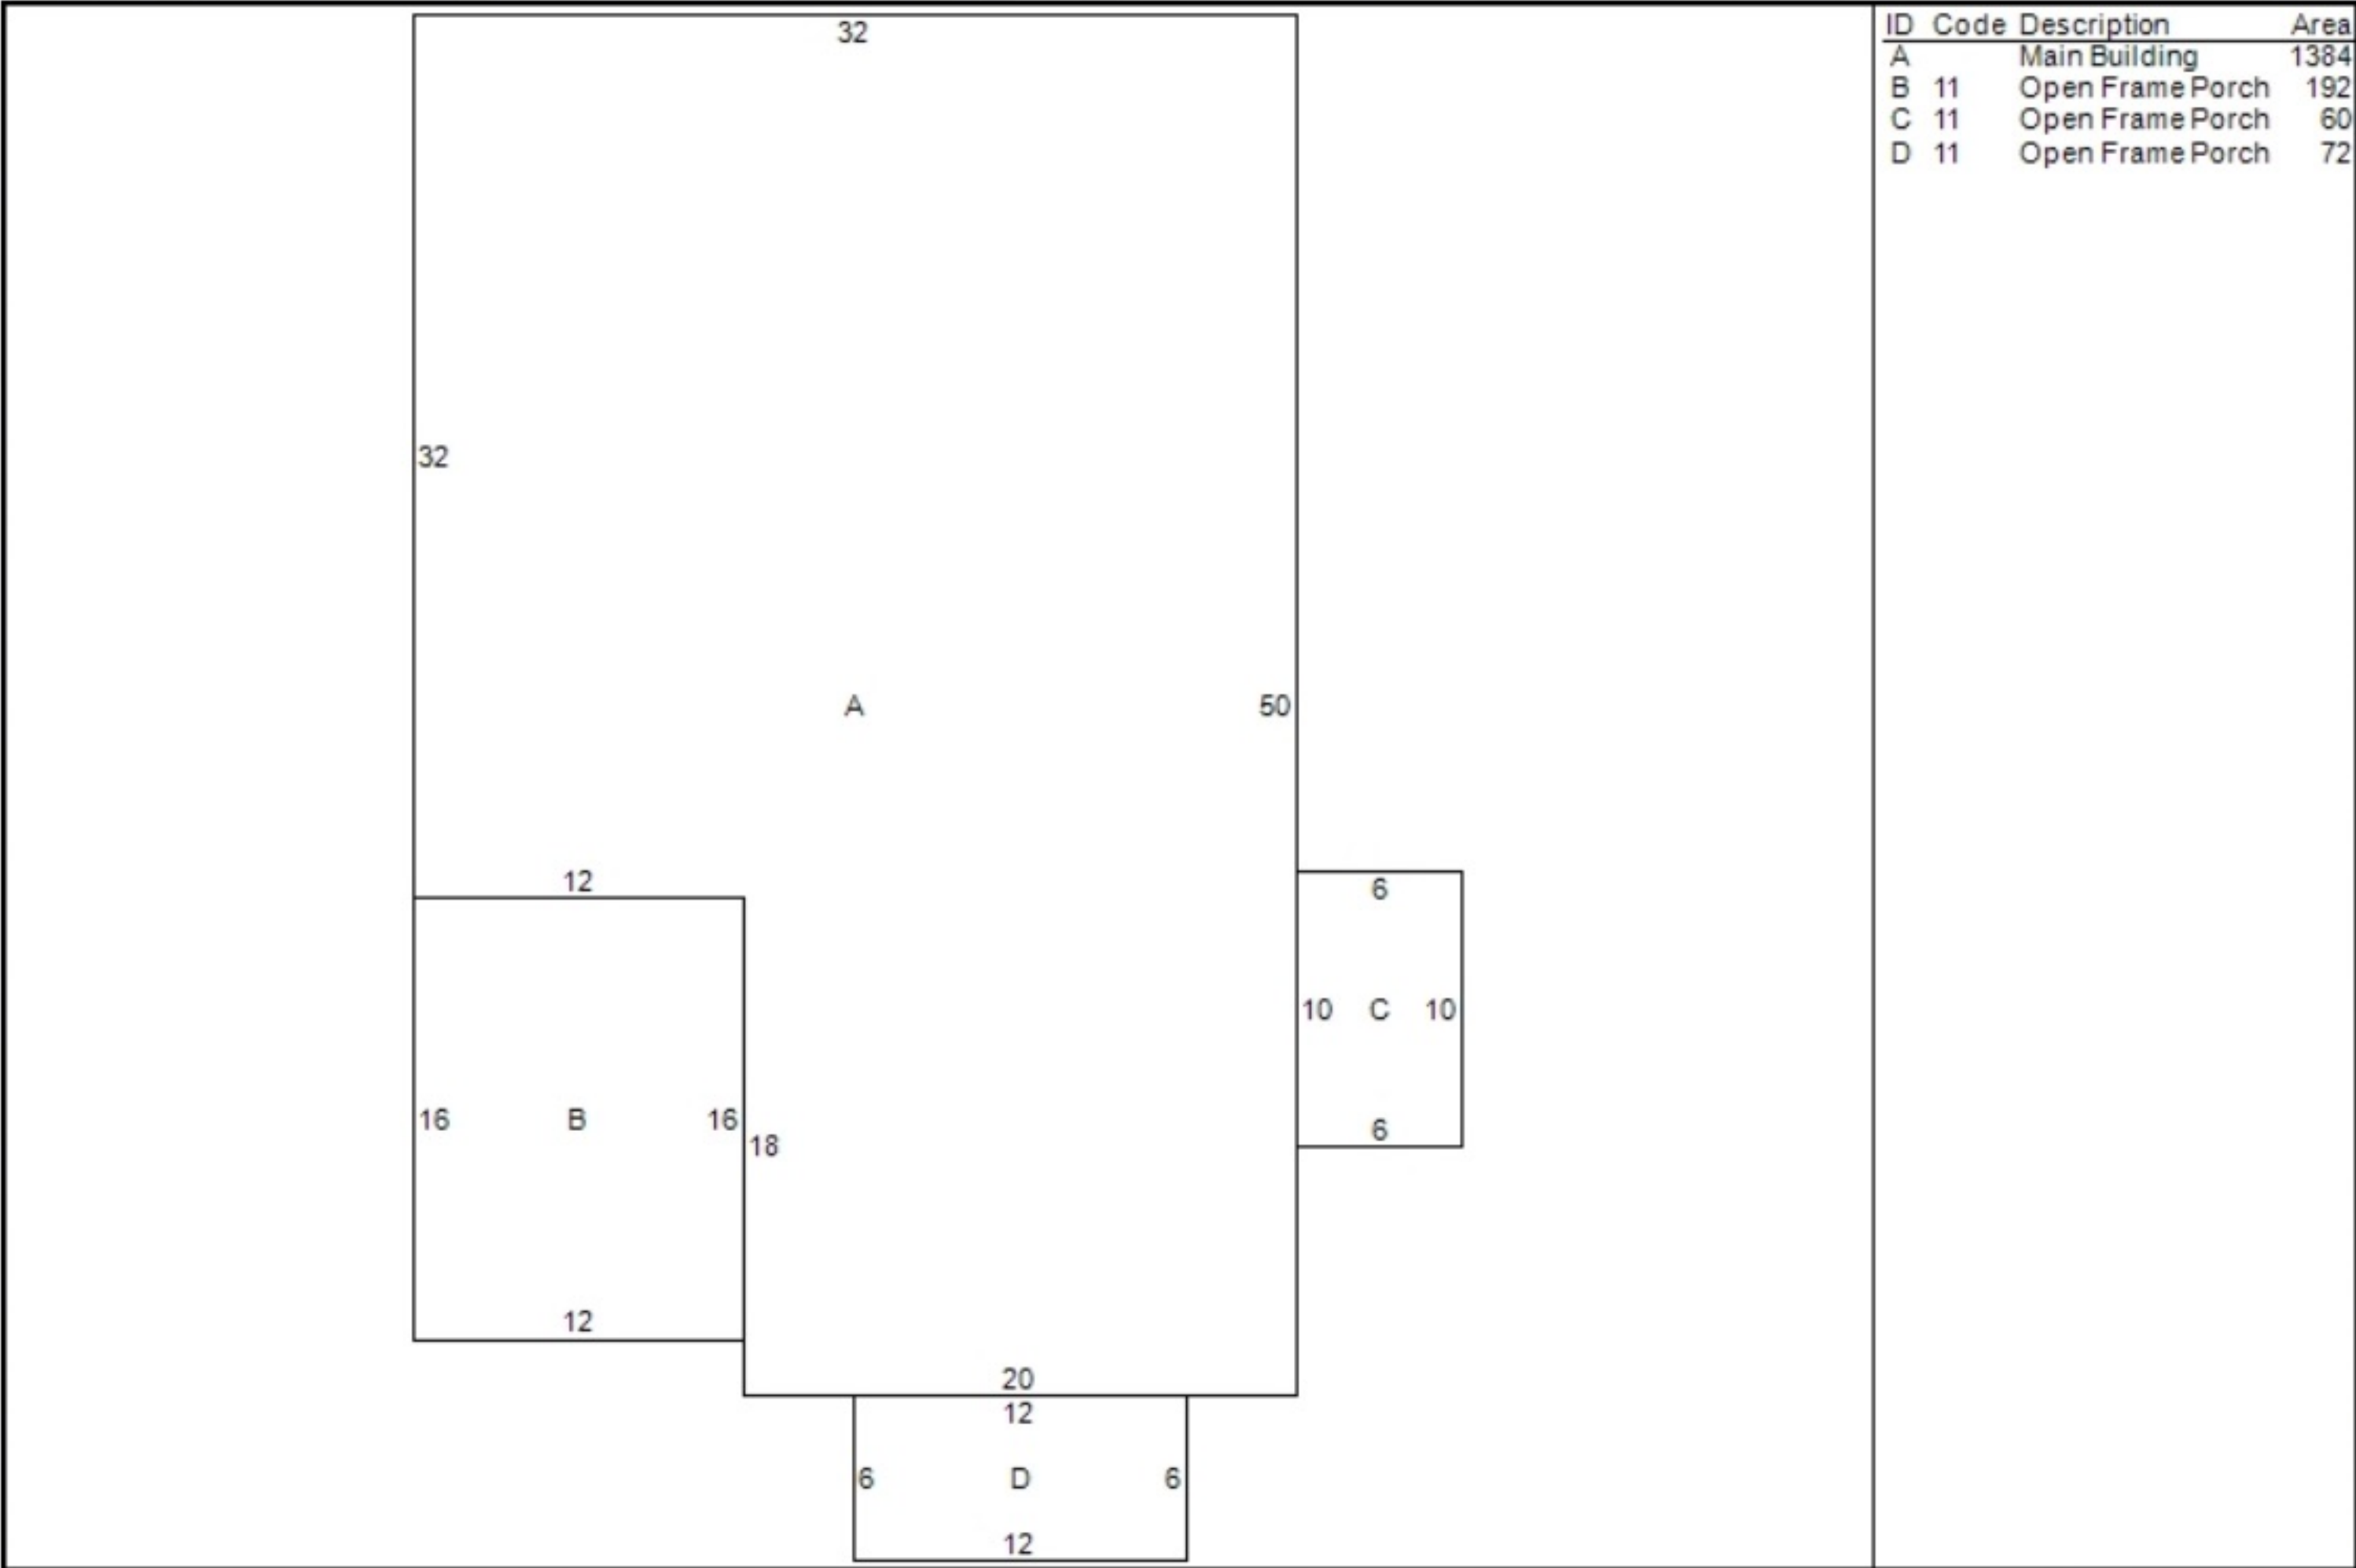 32
ID Code Description Area
A Main Building 1384
B 11 Open Frame Porch 192
C 11 Open Frame Porch 60
D 11 Open Frame Porch 72
32
A
50
12
6
10 C 10
16 B 16
18
6
12
20
12
6 D 6
12